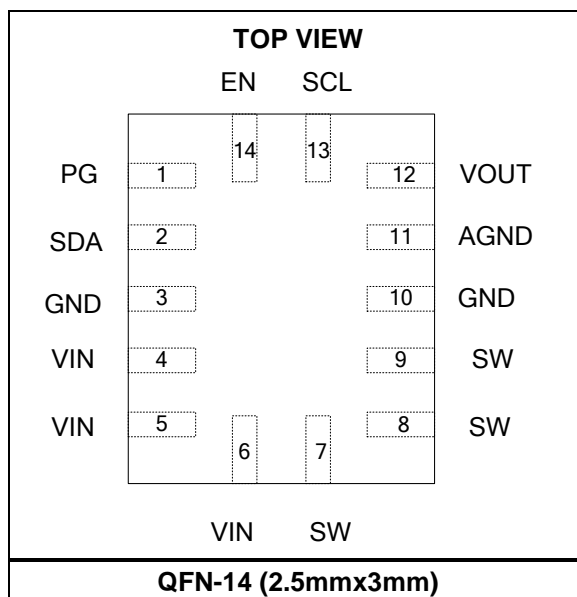 TOP VIEW
EN SCL
14 13
PG 1 12 VOUT
SDA 2 11 AGND
GND 3 10 GND
VIN 4 9 SW
VIN 5 8 SW
6 7
VIN SW
QFN-14 (2.5mmx3mm)